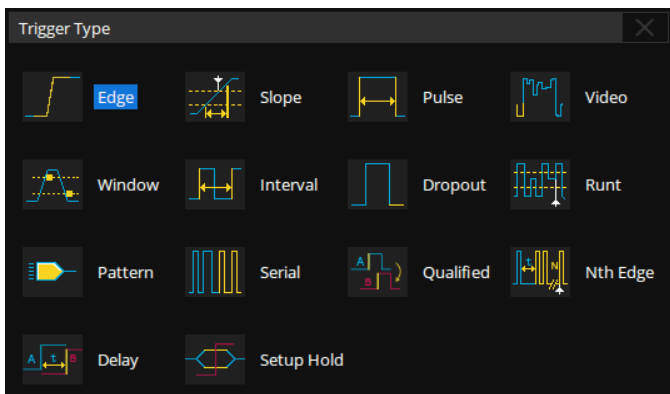 Trigger Type
Edge Slope Pulse Video
Window Interval Dropout Runt
Pattern Serial A B Qualified t N Nth Edge
A t B Delay Setup Hold